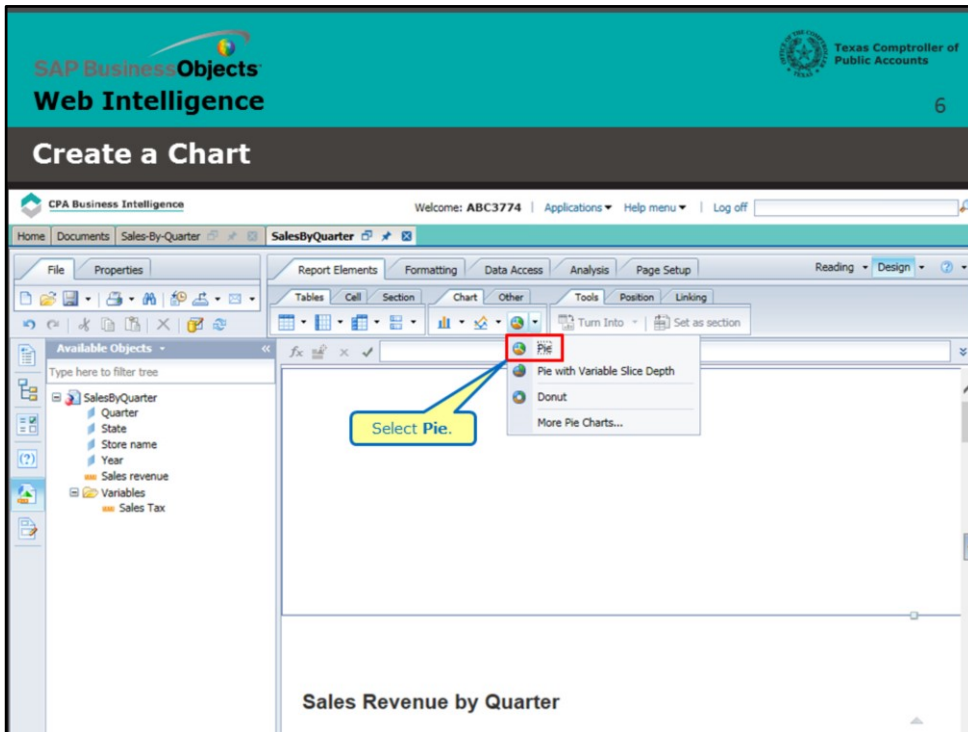 SAP BusinessObjects
Web Intelligence
Texas Comptroller of
Public Accounts
6
Create a Chart
CPA Business Intelligence
Welcome: ABC3774 | Applications Help menu | Log off
Home Documents Sales-By-Quarter SalesByQuarter
File Properties
Report Elements Formatting Data Access Analysis Page Setup
Reading Design
Tables Cell Section Chart Other Tools Position Linking
Turn Into Set as section
Available Objects
Type here to filter tree
SalesByQuarter
Quarter
State
Store name
Year
Sales revenue
Variables
Sales Tax
Pie
Pie with Variable Slice Depth
Donut
More Pie Charts...
Select Pie.
Sales Revenue by Quarter